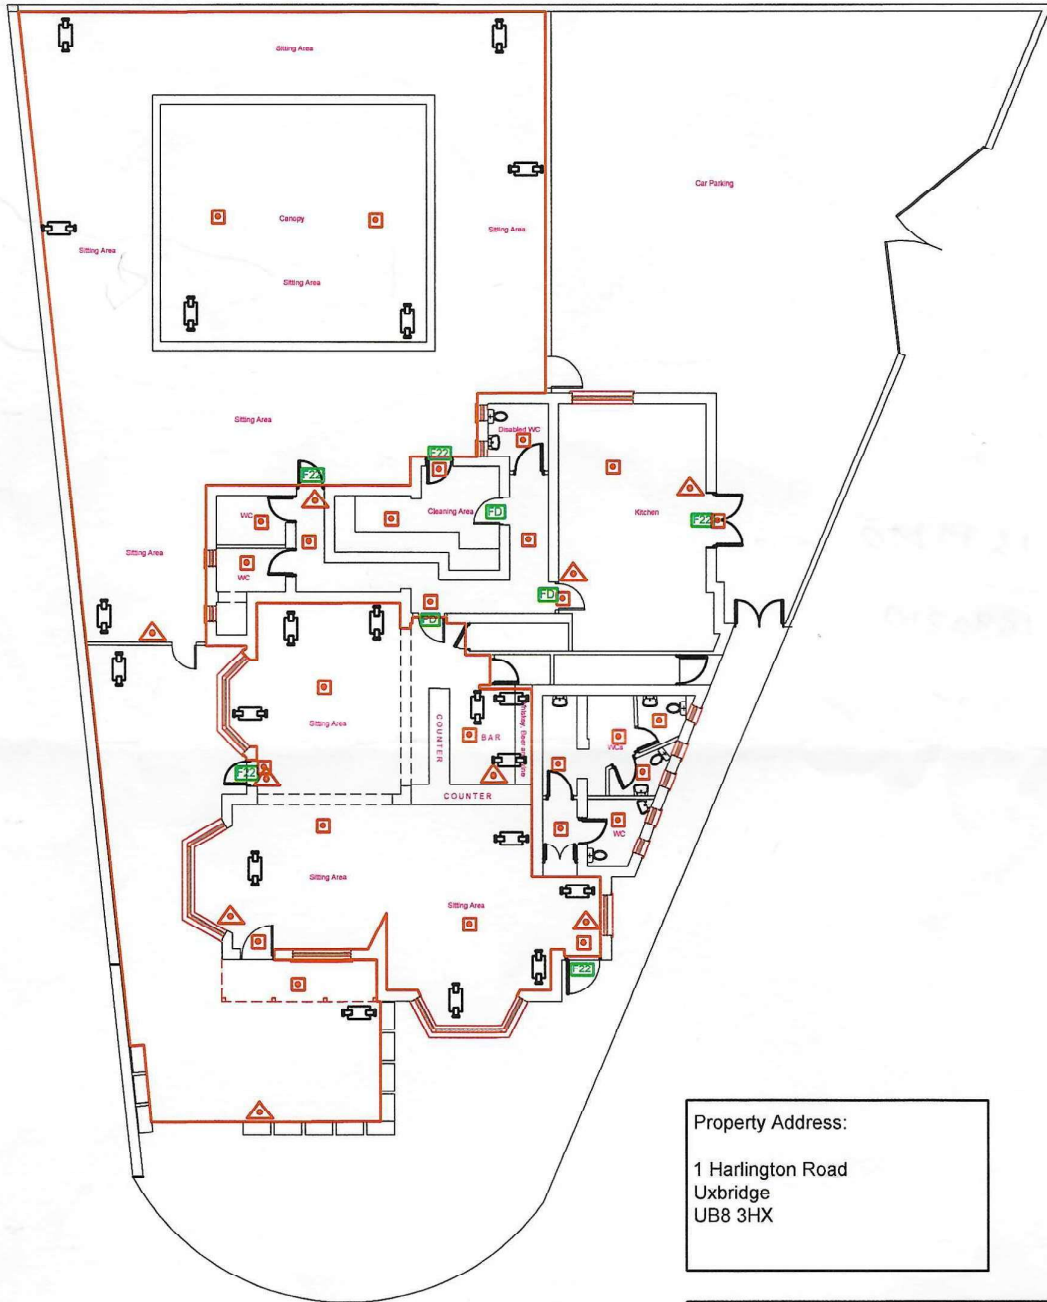 Sitting Area
Car Parking
Canopy
Sitting Area
Sitting Area
Sitting Area
Sitting Area
Disabled WC
F22
F22
WC
Cleaning Area
FD
Kitchen
F22
Sitting Area
WC
FD
FD
Sitting Area
COUNTER
BAR
WCs
F22
COUNTER
WC
Sitting Area
Sitting Area
F22
Property Address:
1 Harlington Road
Uxbridge
UB8 3HX